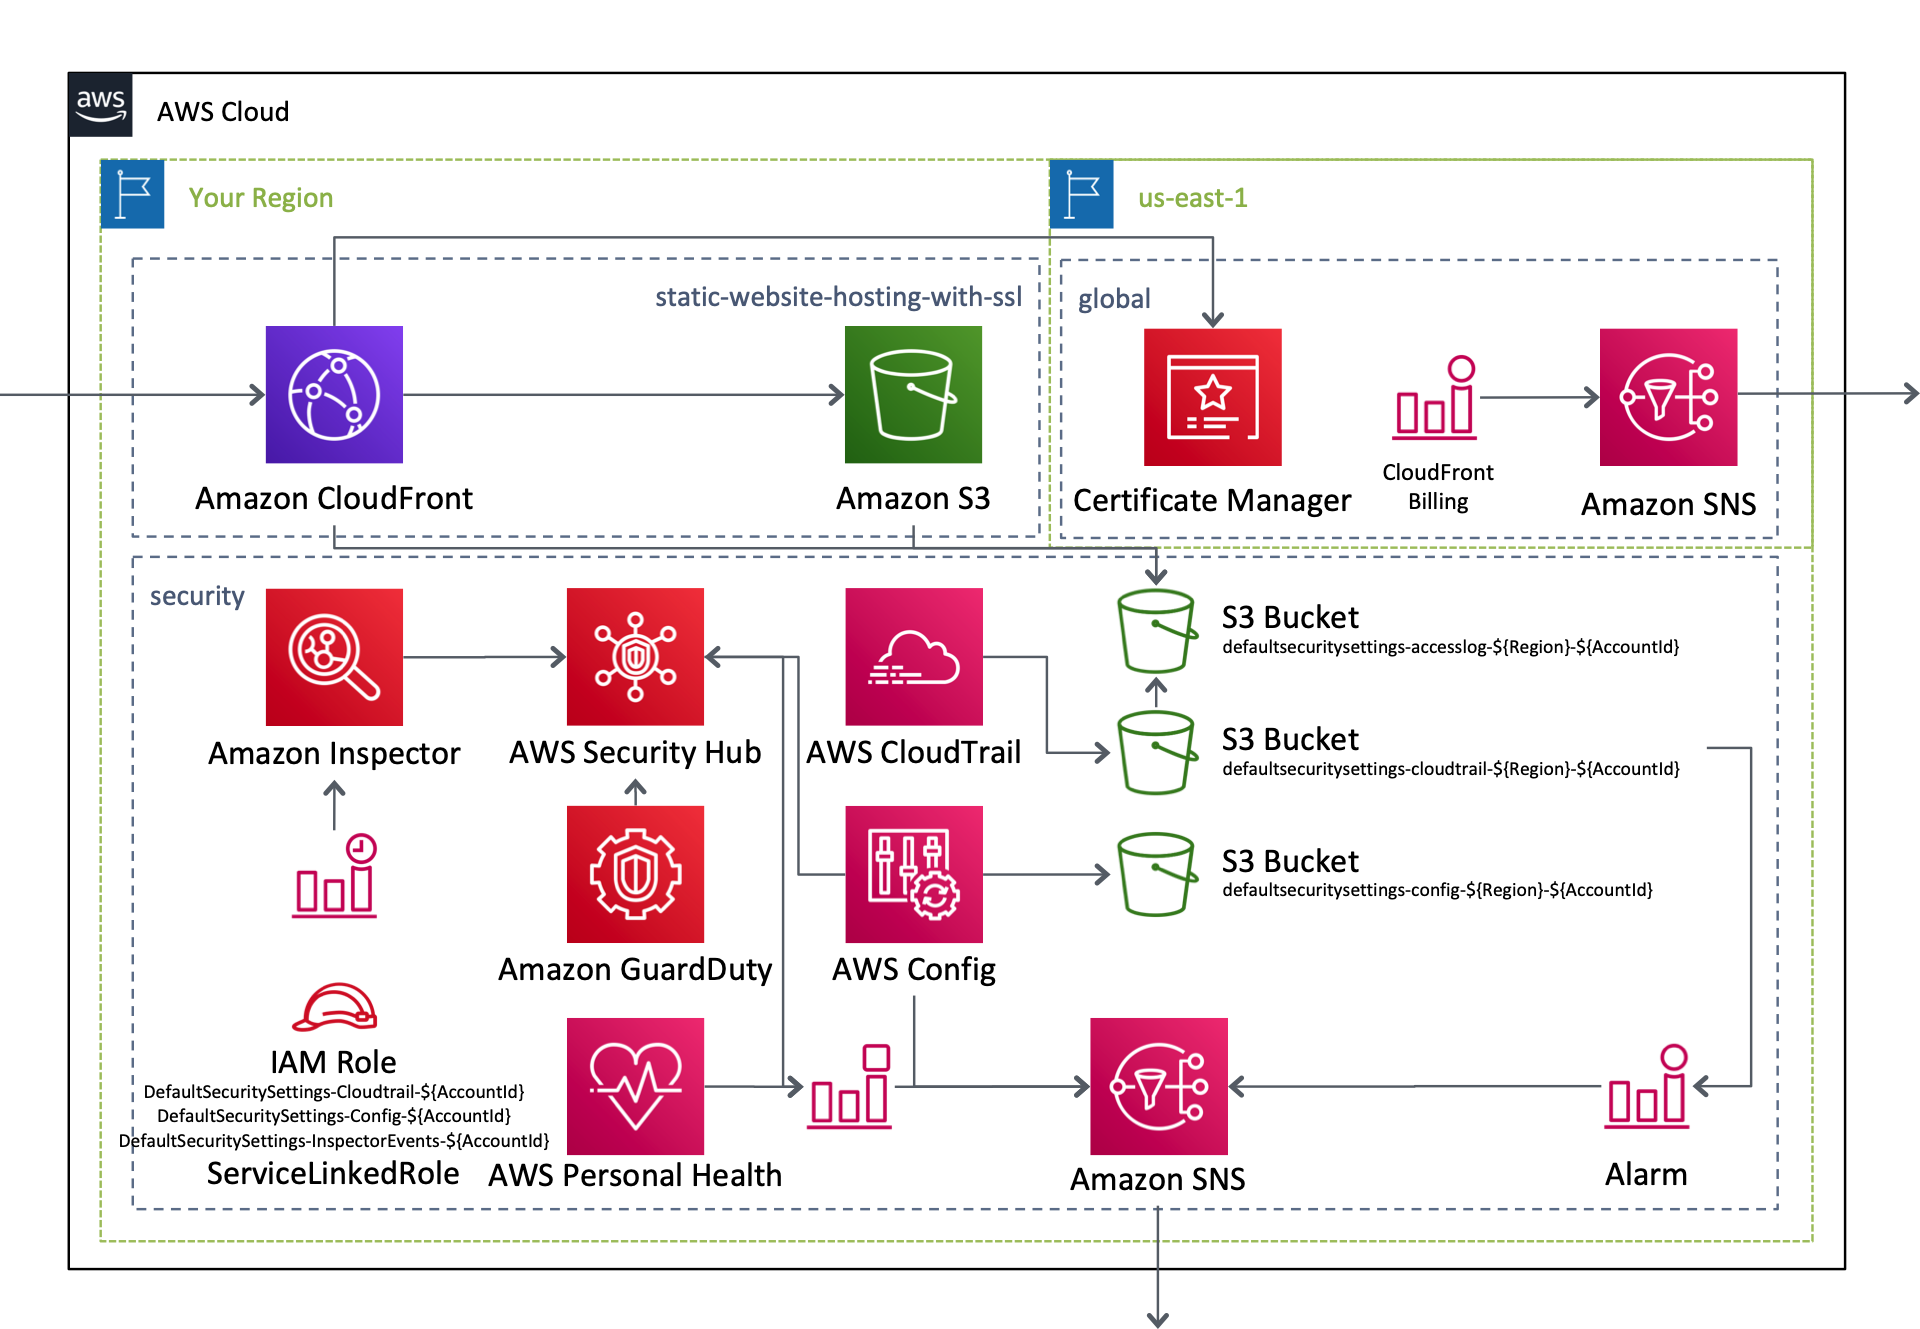 aws
AWS Cloud
Your Region
us-east-1
static-website-hosting-with-ssl
global
Amazon CloudFront
Amazon S3
Certificate Manager
CloudFront
Billing
Amazon SNS
security
Amazon Inspector
AWS Security Hub
AWS CloudTrail
S3 Bucket
defaultsecuritysettings-accesslog-${Region}-${AccountId}
S3 Bucket
defaultsecuritysettings-cloudtrail-${Region}-${AccountId}
S3 Bucket
defaultsecuritysettings-config-${Region}-${AccountId}
Amazon GuardDuty
AWS Config
IAM Role
DefaultSecuritySettings-Cloudtrail-${AccountId}
DefaultSecuritySettings-Config-${AccountId}
DefaultSecuritySettings-InspectorEvents-${AccountId}
ServiceLinkedRole
AWS Personal Health
Amazon SNS
Alarm